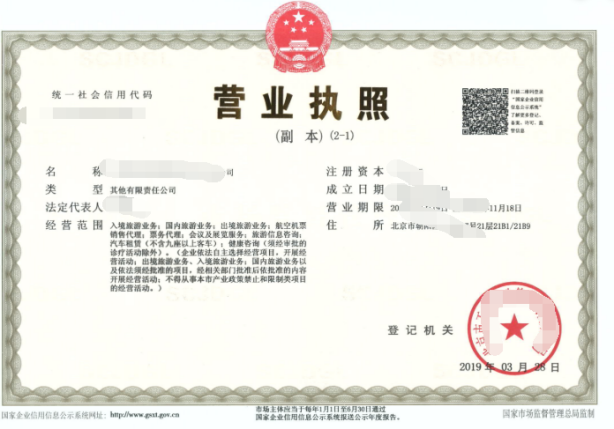 统一社会信用代码
营业执照
(副 本)(2-1)
扫描二维码登录
“国家企业信用
信息公示系统”
了解更多登记、
备案、许可、监
管信息
名 称 司
类 型 其他有限责任公司
法定代表人
经营范围 入境旅游业务；国内旅游业务；出境旅游业务；航空机票
销售代理；票务代理；会议及展览服务；旅游信息咨询；
汽车租赁（不含九座以上客车）；健康咨询（须经审批的
诊疗活动除外）。（企业依法自主选择经营项目，开展经
营活动；出境旅游业务、入境旅游业务；国内旅游业务以
及依法须经批准的项目，经相关部门批准后依批准的内容
开展经营活动；不得从事本市产业政策禁止和限制类项目
的经营活动。）
注册资本
成立日期 日
营业期限 20 11月18日
住 所 北京市朝 号21层21B1/21B9
登记机关
2019 年 03 月 28 日
国家企业信用信息公示系统网址：http://www.gsxt.gov.cn
市场主体应当于每年1月1日至6月30日通过
国家企业信用信息公示系统报送公示年度报告。
国家市场监督管理总局监制